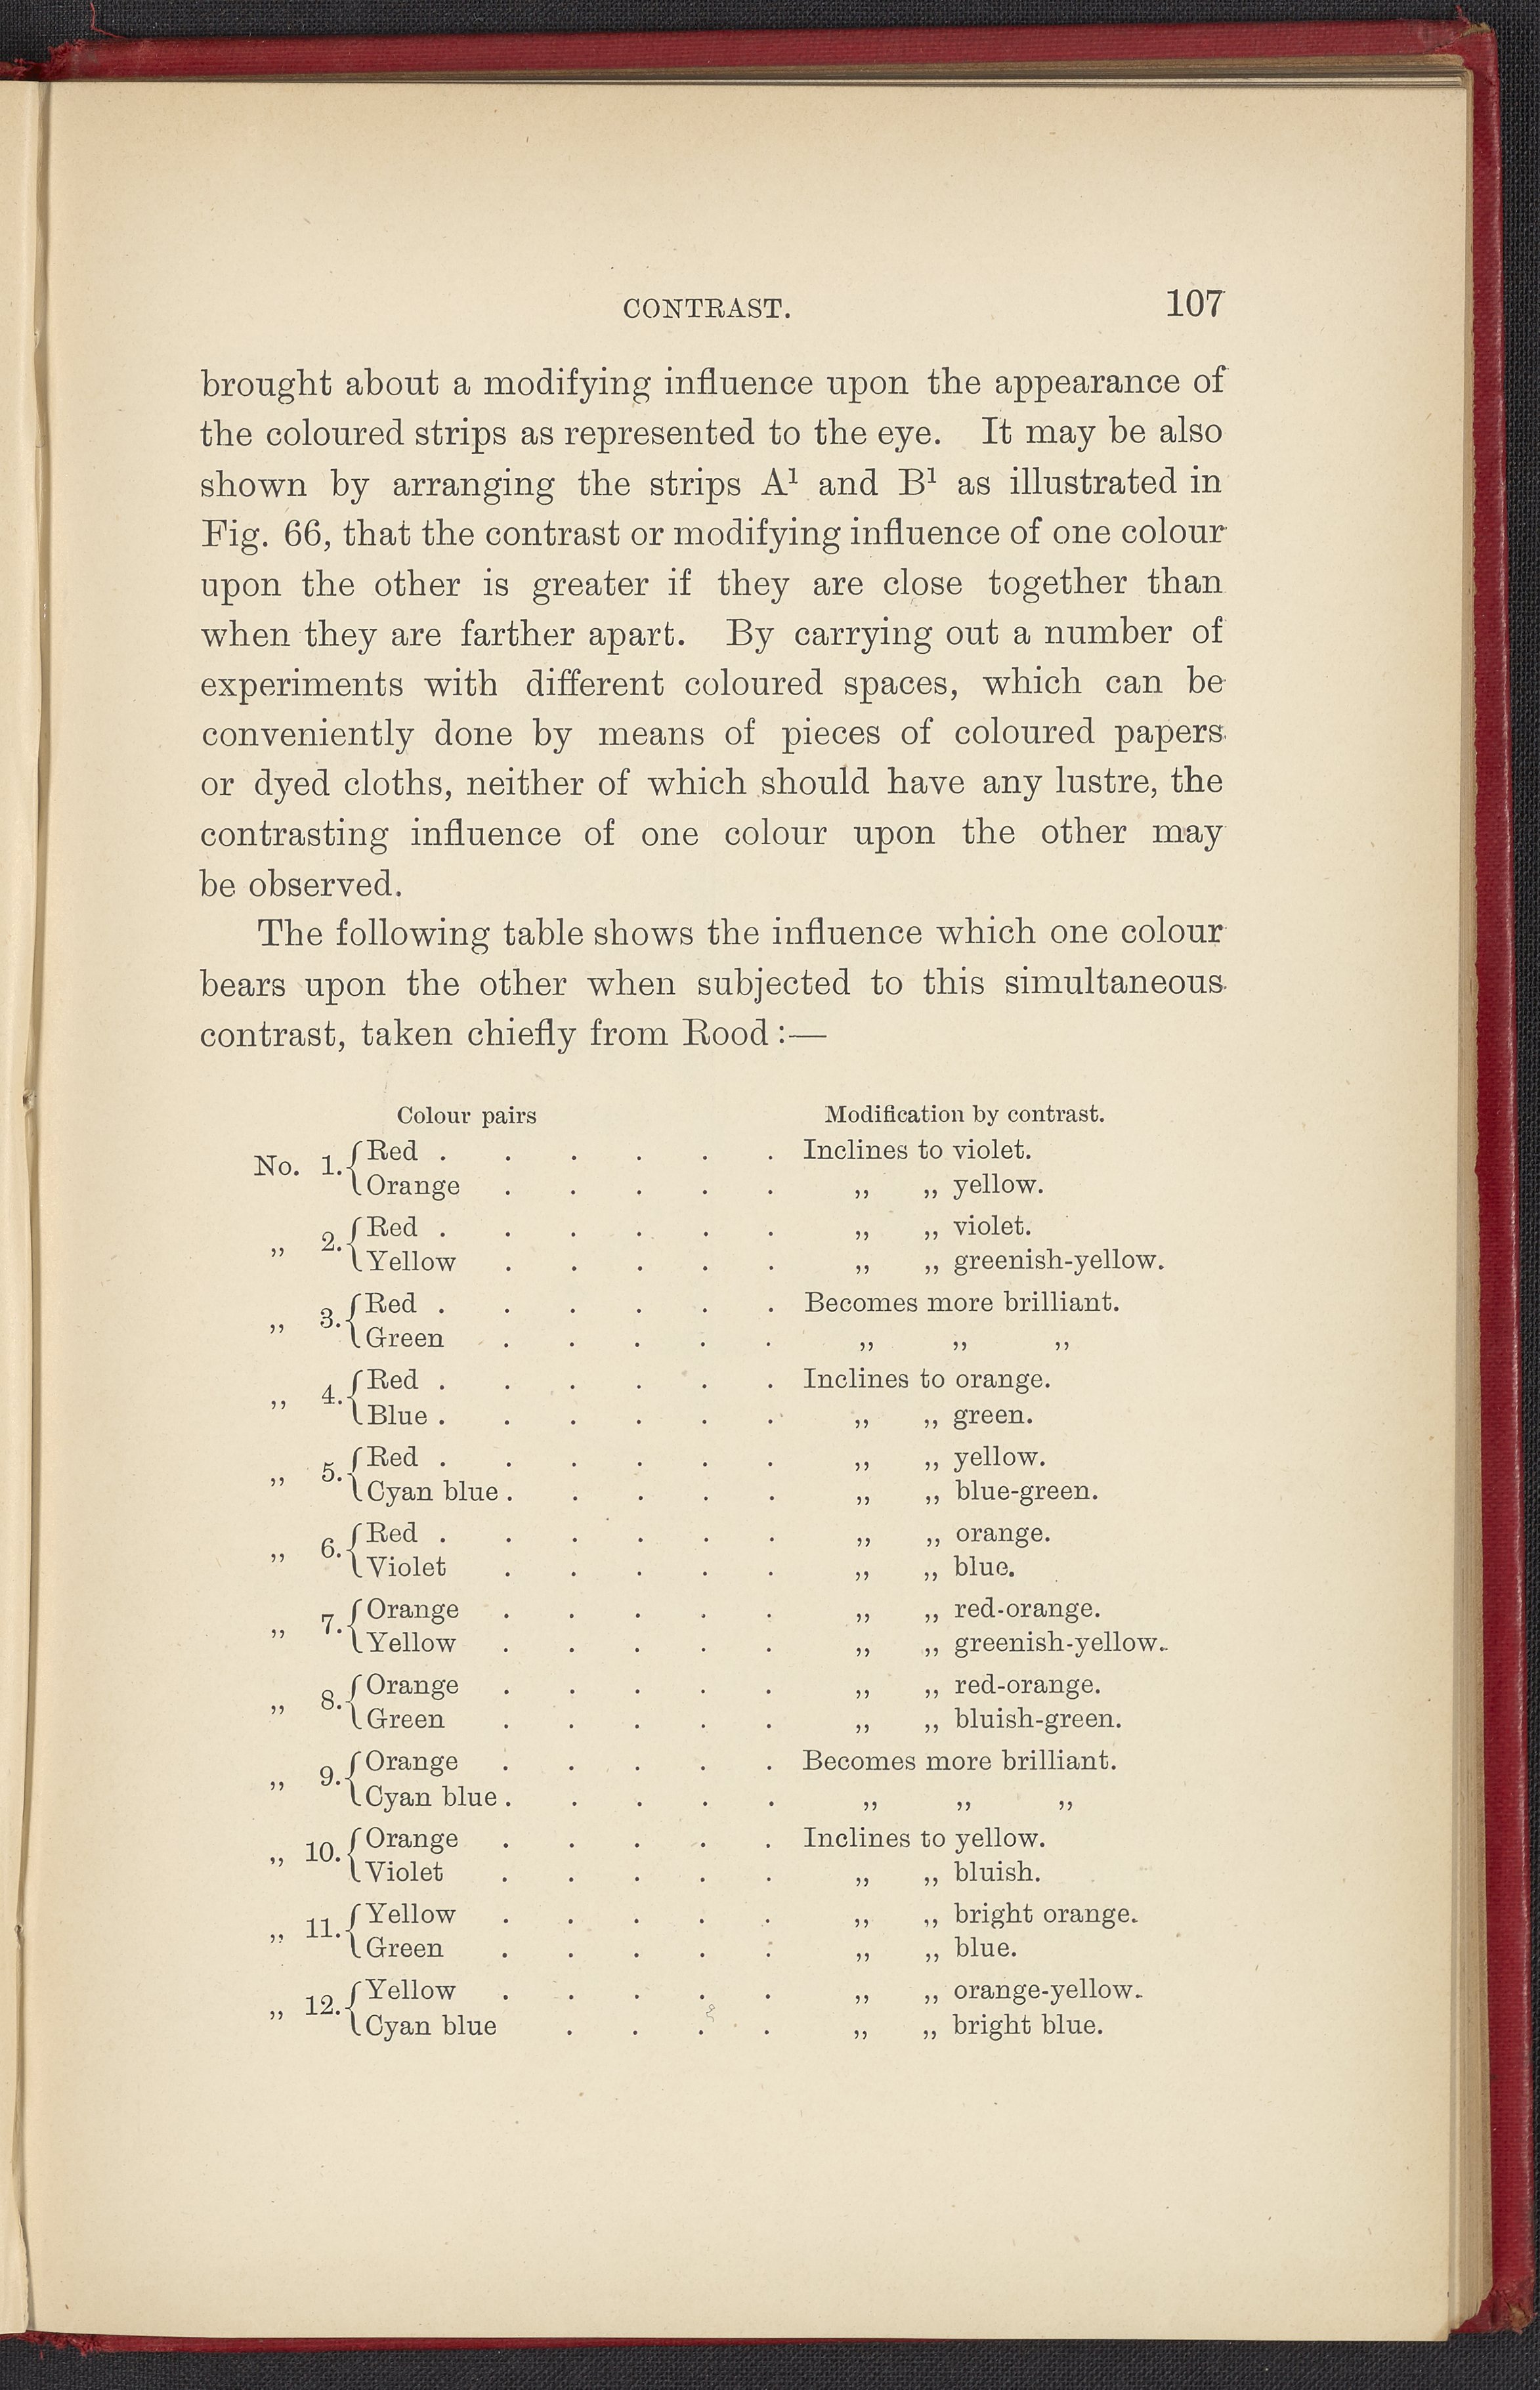 CONTRAST. 107
brought about a modifying influence upon the appearance of
the coloured strips as represented to the eye. It may be also
shown by arranging the strips A¹ and B¹ as illustrated in
Fig. 66, that the contrast or modifying influence of one colour
upon the other is greater if they are close together than
when they are farther apart. By carrying out a number of
experiments with different coloured spaces, which can be
conveniently done by means of pieces of coloured papers
or dyed cloths, neither of which should have any lustre, the
contrasting influence of one colour upon the other may
be observed.
The following table shows the influence which one colour
bears upon the other when subjected to this simultaneous
contrast, taken chiefly from Rood :—
Colour pairs Modification by contrast.
No. 1. { Red . . . . . . Inclines to violet.
Orange . . . . . ,, ,, yellow.
,, 2. { Red . . . . . . ,, ,, violet.
Yellow . . . . . ,, ,, greenish-yellow.
,, 3. { Red . . . . . . Becomes more brilliant.
Green . . . . . ,, ,, ,,
,, 4. { Red . . . . . . Inclines to orange.
Blue . . . . . . ,, ,, green.
,, 5. { Red . . . . . . ,, ,, yellow.
Cyan blue . . . . . ,, ,, blue-green.
,, 6. { Red . . . . . . ,, ,, orange.
Violet . . . . . ,, ,, blue.
,, 7. { Orange . . . . . ,, ,, red-orange.
Yellow . . . . . ,, ,, greenish-yellow.
,, 8. { Orange . . . . . ,, ,, red-orange.
Green . . . . . ,, ,, bluish-green.
,, 9. { Orange . . . . . Becomes more brilliant.
Cyan blue . . . . . ,, ,, ,,
,, 10. { Orange . . . . . Inclines to yellow.
Violet . . . . . ,, ,, bluish.
,, 11. { Yellow . . . . . ,, ,, bright orange.
Green . . . . . ,, ,, blue.
,, 12. { Yellow . . . . . ,, ,, orange-yellow.
Cyan blue . . . . ,, ,, bright blue.